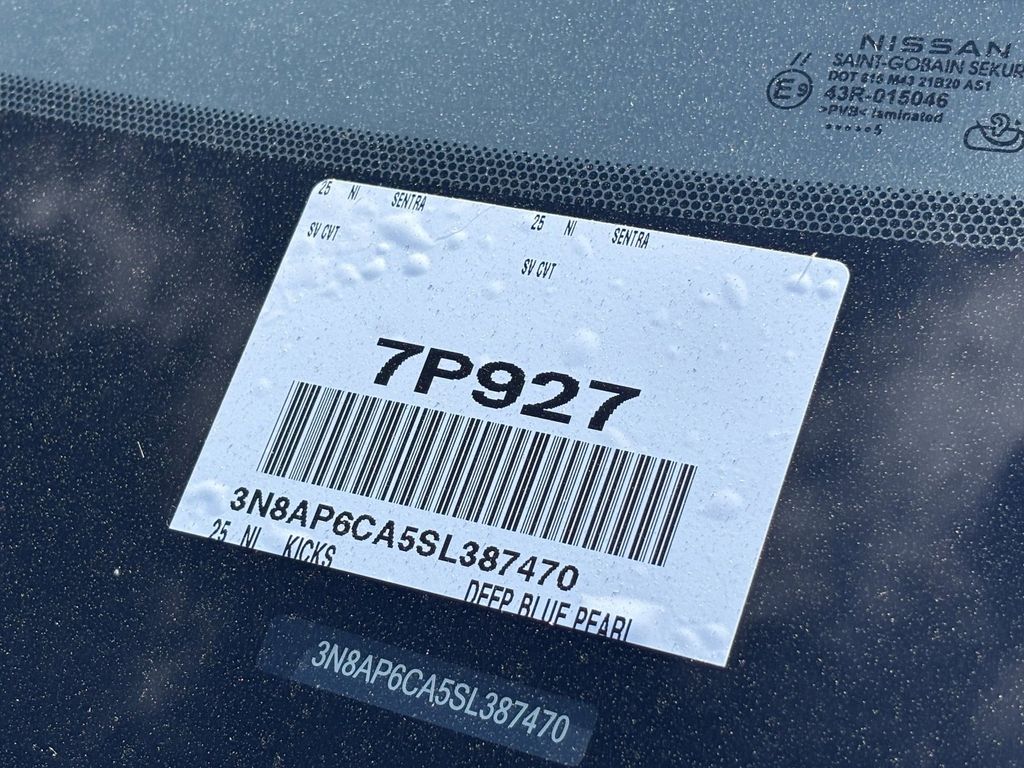 NISSAN
SAINT-GOBAIN SEKUR
DOT 616 M43 21B20 AS1
E9
43R-015046
>PVB< laminated
25 NI SENTRA
SV CVT
25 NI SENTRA
SV CVT
7P927
3N8AP6CA5SL387470
25 NI KICKS
DEEP BLUE PEARL
3N8AP6CA5SL387470